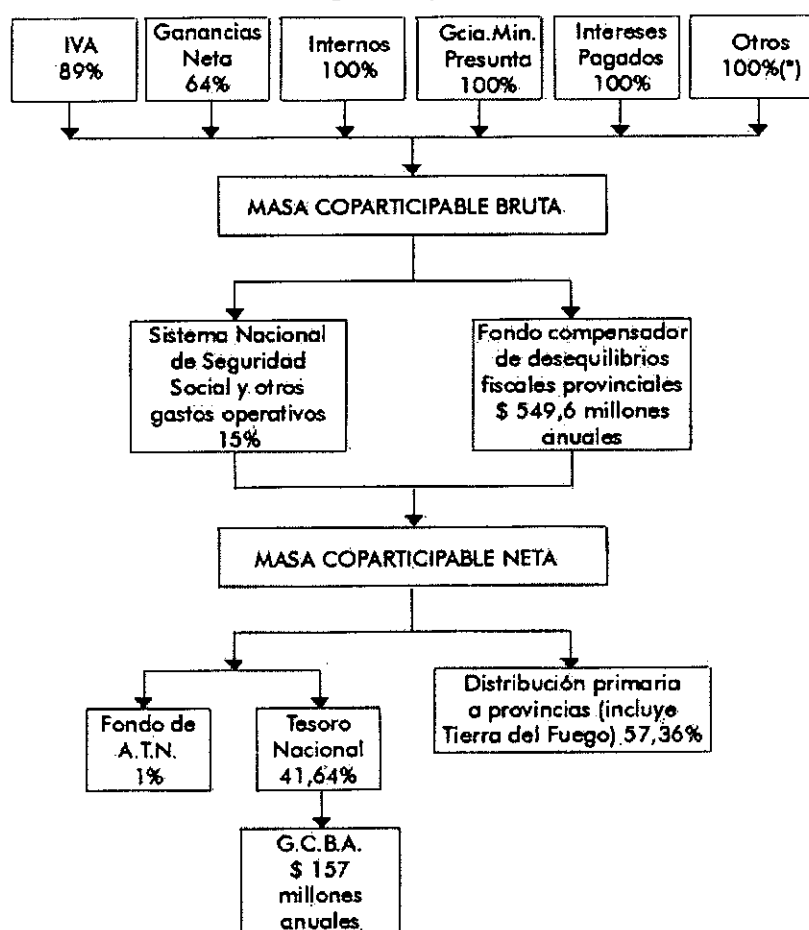 IVA
89%
Ganancias
Neta
64%
Internos
100%
Gcia.Min.
Presunta
100%
Intereses
Pagados
100%
Otros
100%(*)
MASA COPARTICIPABLE BRUTA
Sistema Nacional
de Seguridad
Social y otros
gastos operativos
15%
Fondo compensador
de desequilibrios
fiscales provinciales
$ 549,6 millones
anuales
MASA COPARTICIPABLE NETA
Fondo de
A.T.N.
1%
Tesoro
Nacional
41,64%
Distribución primaria
a provincias (incluye
Tierra del Fuego) 57,36%
G.C.B.A.
$ 157
millones
anuales